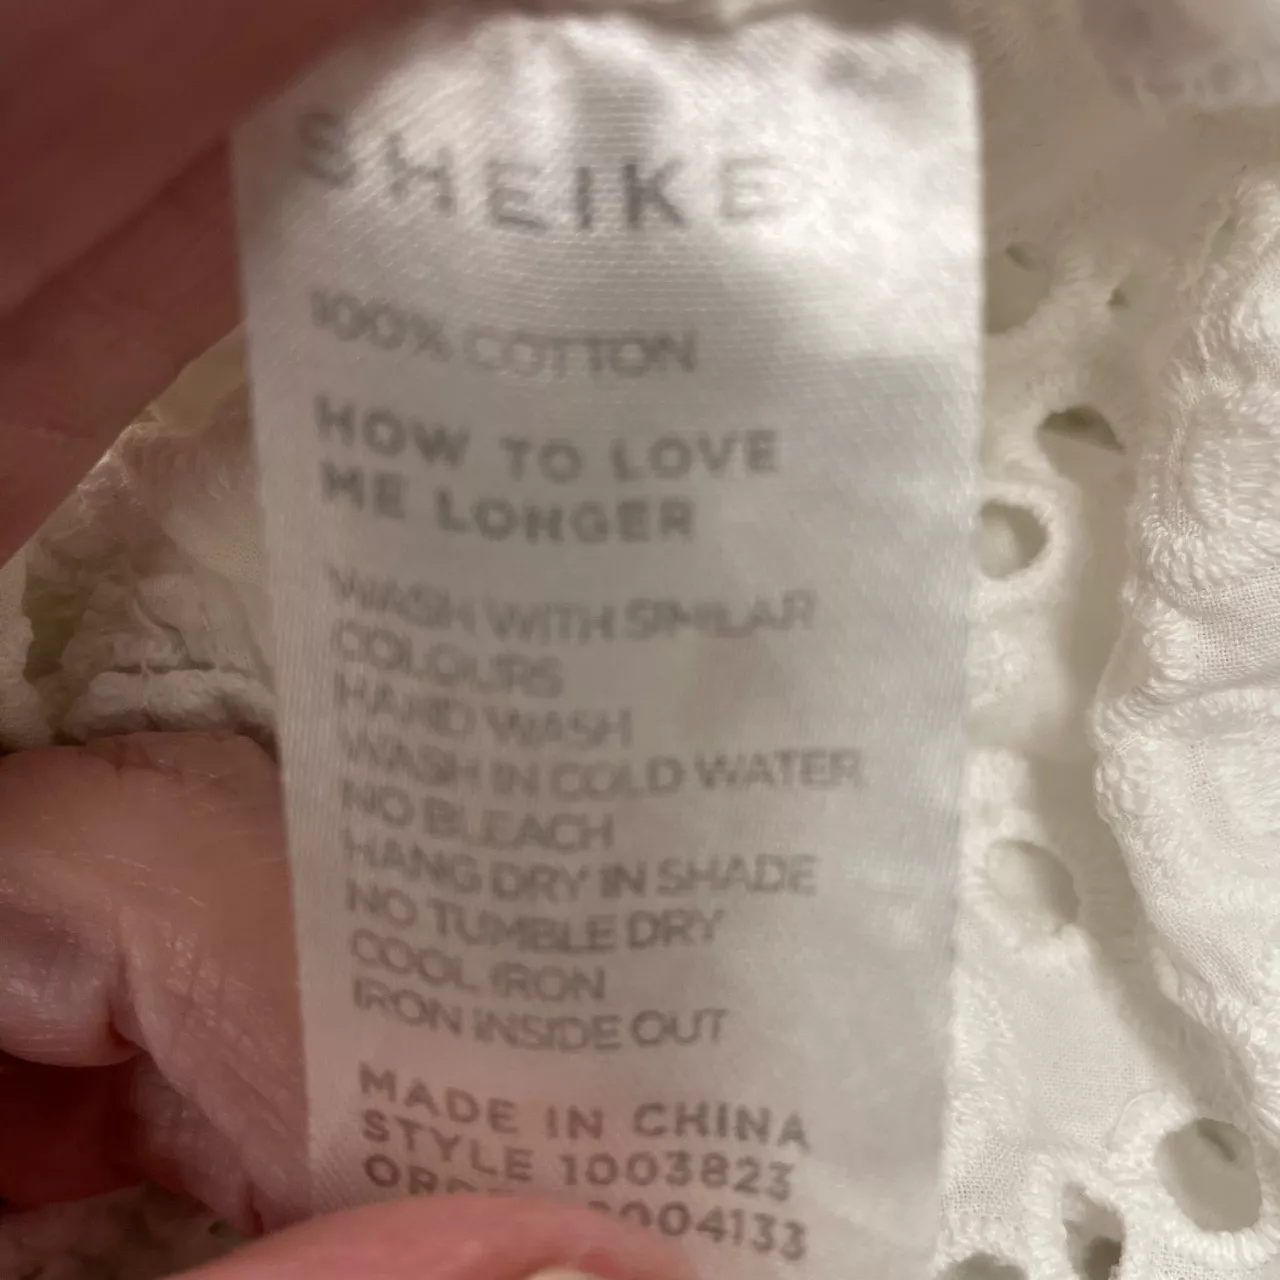 SHEIKE
100% COTTON
HOW TO LOVE
ME LONGER
WASH WITH SIMILAR
COLOURS
HAND WASH
WASH IN COLD WATER
NO BLEACH
HANG DRY IN SHADE
NO TUMBLE DRY
COOL IRON
IRON INSIDE OUT
MADE IN CHINA
STYLE 1003823